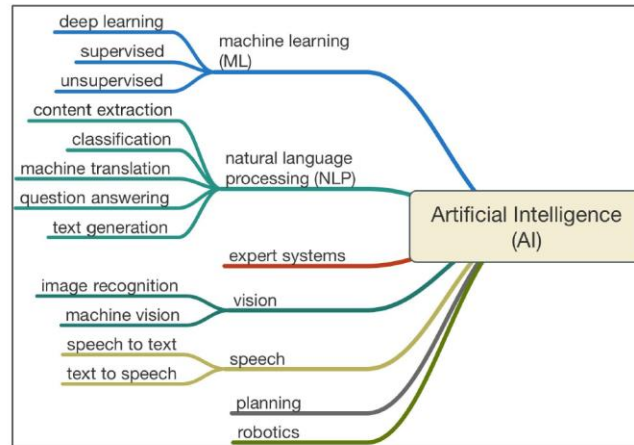 deep learning
supervised
unsupervised
machine learning
(ML)
content extraction
classification
machine translation
question answering
text generation
natural language
processing (NLP)
expert systems
image recognition
machine vision
vision
speech to text
text to speech
speech
planning
robotics
Artificial Intelligence
(AI)